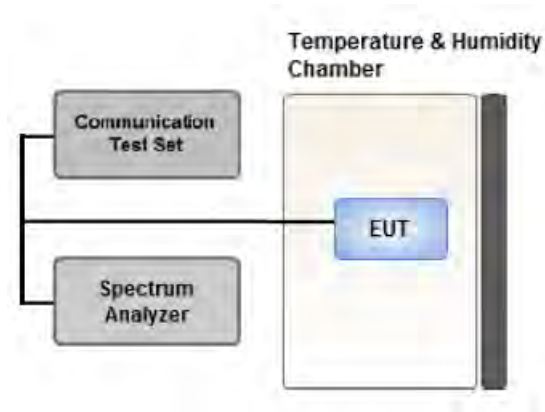 Temperature & Humidity
Chamber
Communication
Test Set
EUT
Spectrum
Analyzer